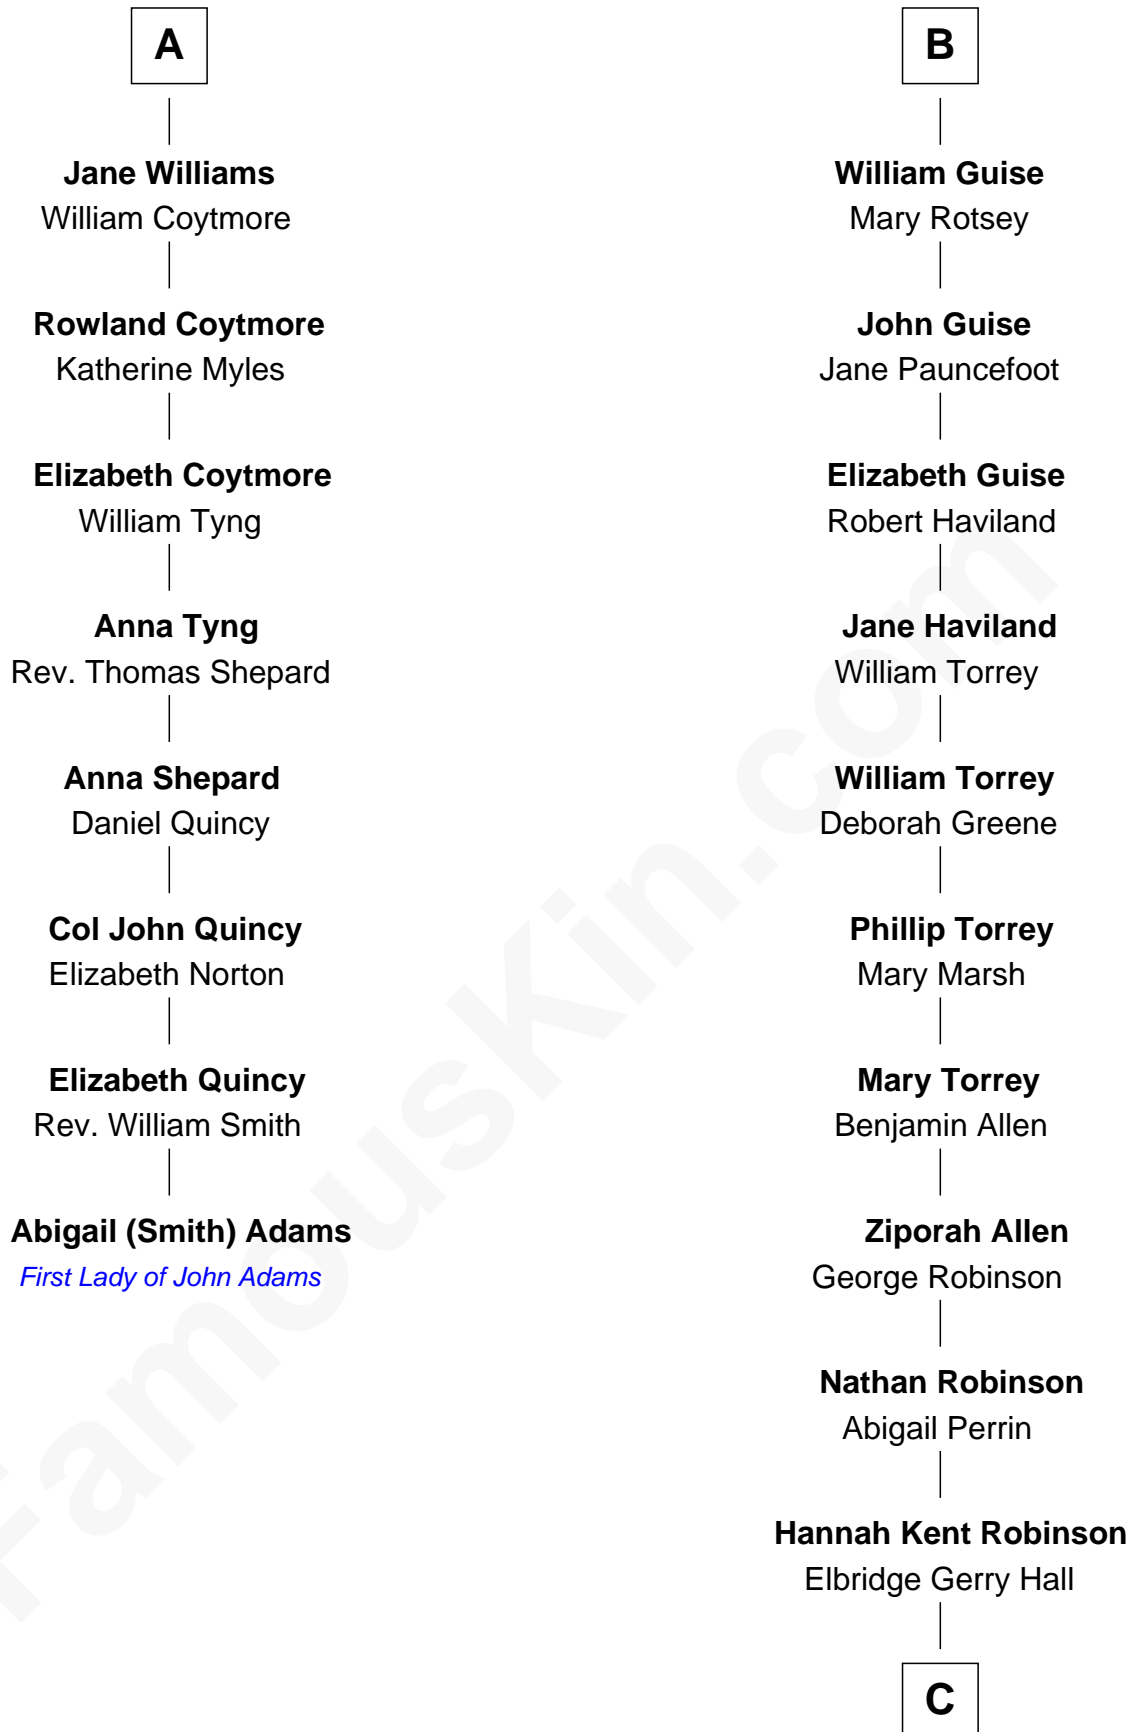 A
Jane Williams
William Coytmore
Rowland Coytmore
Katherine Myles
Elizabeth Coytmore
William Tyng
Anna Tyng
Rev. Thomas Shepard
Anna Shepard
Daniel Quincy
Col John Quincy
Elizabeth Norton
Elizabeth Quincy
Rev. William Smith
Abigail (Smith) Adams
First Lady of John Adams
B
William Guise
Mary Rotsey
John Guise
Jane Pauncefoot
Elizabeth Guise
Robert Haviland
Jane Haviland
William Torrey
William Torrey
Deborah Greene
Phillip Torrey
Mary Marsh
Mary Torrey
Benjamin Allen
Ziporah Allen
George Robinson
Nathan Robinson
Abigail Perrin
Hannah Kent Robinson
Elbridge Gerry Hall
C
FamousKin.com